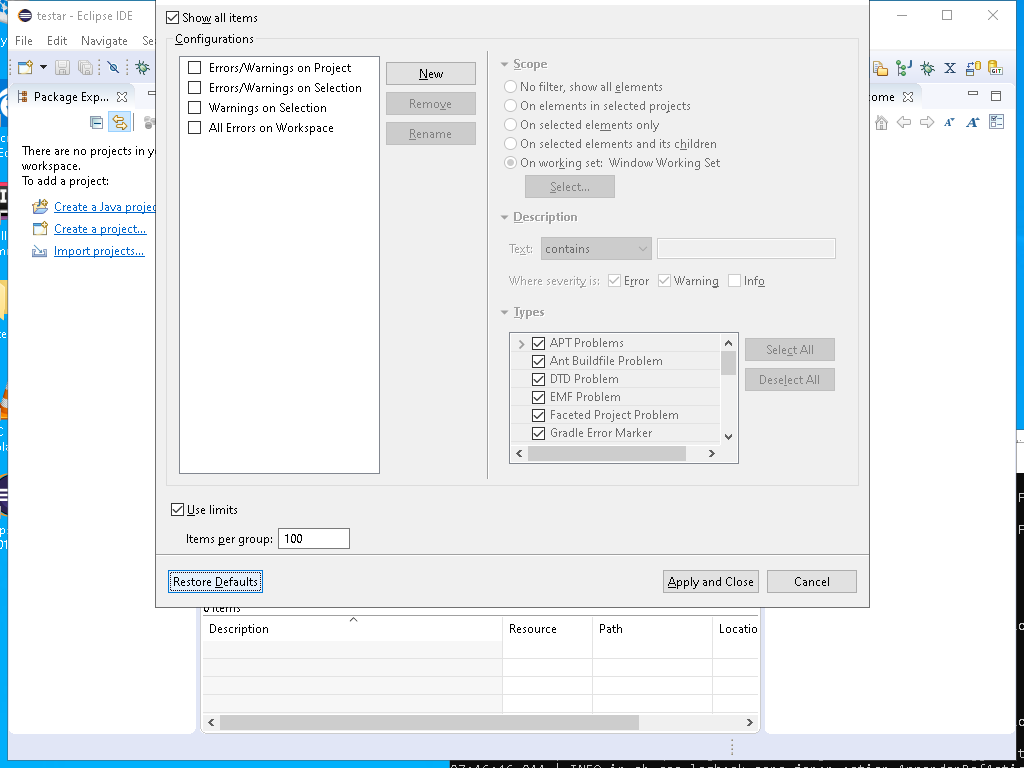 testar - Eclipse IDE
File Edit Navigate Se
Package Exp...
There are no projects in
workspace.
To add a project:
Create a Java projec
Create a project...
Import projects...
Show all items
Configurations
Errors/Warnings on Project
Errors/Warnings on Selection
Warnings on Selection
All Errors on Workspace
New
Remove
Rename
Scope
No filter, show all elements
On elements in selected projects
On selected elements only
On selected elements and its children
On working set: Window Working Set
Select...
Description
Text: contains
Where severity is: Error Warning Info
Types
APT Problems
Ant Buildfile Problem
DTD Problem
EMF Problem
Faceted Project Problem
Gradle Error Marker
Select All
Deselect All
Use limits
Items per group: 100
Restore Defaults
Apply and Close
Cancel
ome
0 items
Description Resource Path Locatio